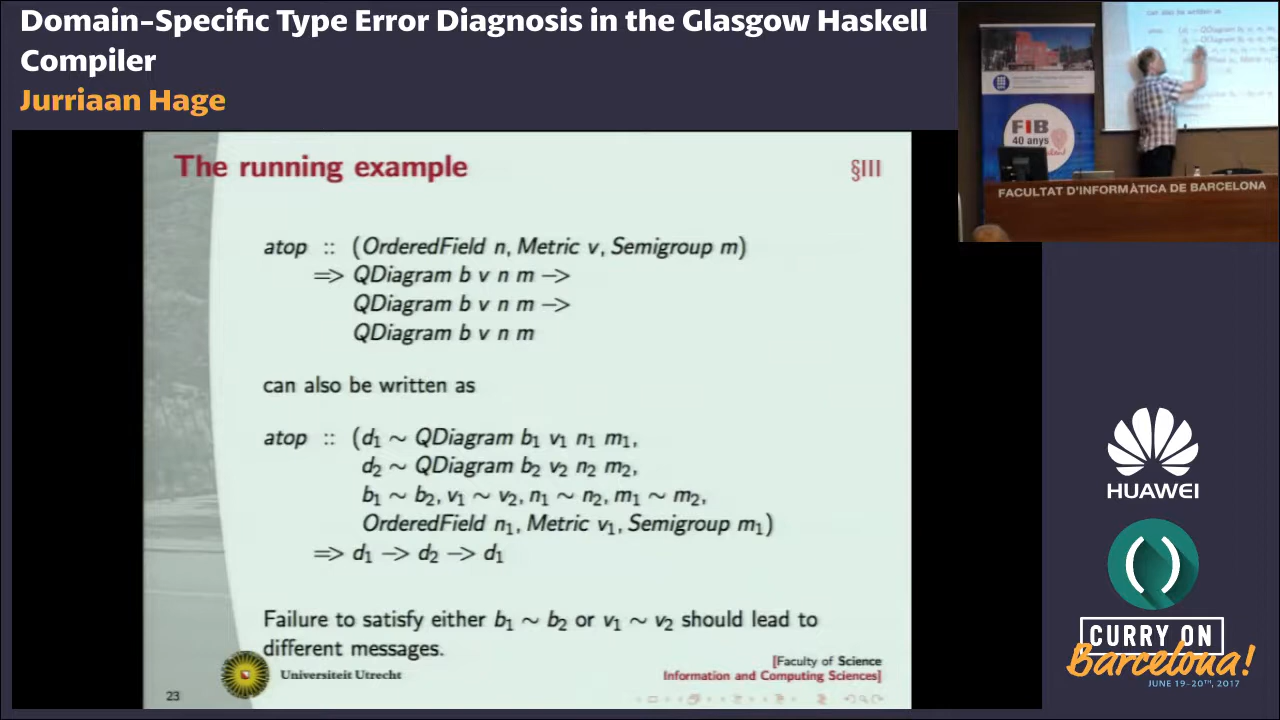 Domain-Specific Type Error Diagnosis in the Glasgow Haskell
Compiler
Jurriaan Hage
The running example
§III
atop :: (OrderedField n, Metric v, Semigroup m)
=> QDiagram b v n m ->
QDiagram b v n m ->
QDiagram b v n m
can also be written as
atop :: (d₁ ~ QDiagram b₁ v₁ n₁ m₁,
d₂ ~ QDiagram b₂ v₂ n₂ m₂,
b₁ ~ b₂, v₁ ~ v₂, n₁ ~ n₂, m₁ ~ m₂,
OrderedField n₁, Metric v₁, Semigroup m₁)
=> d₁ -> d₂ -> d₁
Failure to satisfy either b₁ ~ b₂ or v₁ ~ v₂ should lead to
different messages.
Universiteit Utrecht
[Faculty of Science
Information and Computing Sciences]
23
can also be written as
FIB
40 anys
FACULTAT D'INFORMÀTICA DE BARCELONA
HUAWEI
CURRY ON
Barcelona!
JUNE 19-20TH, 2017